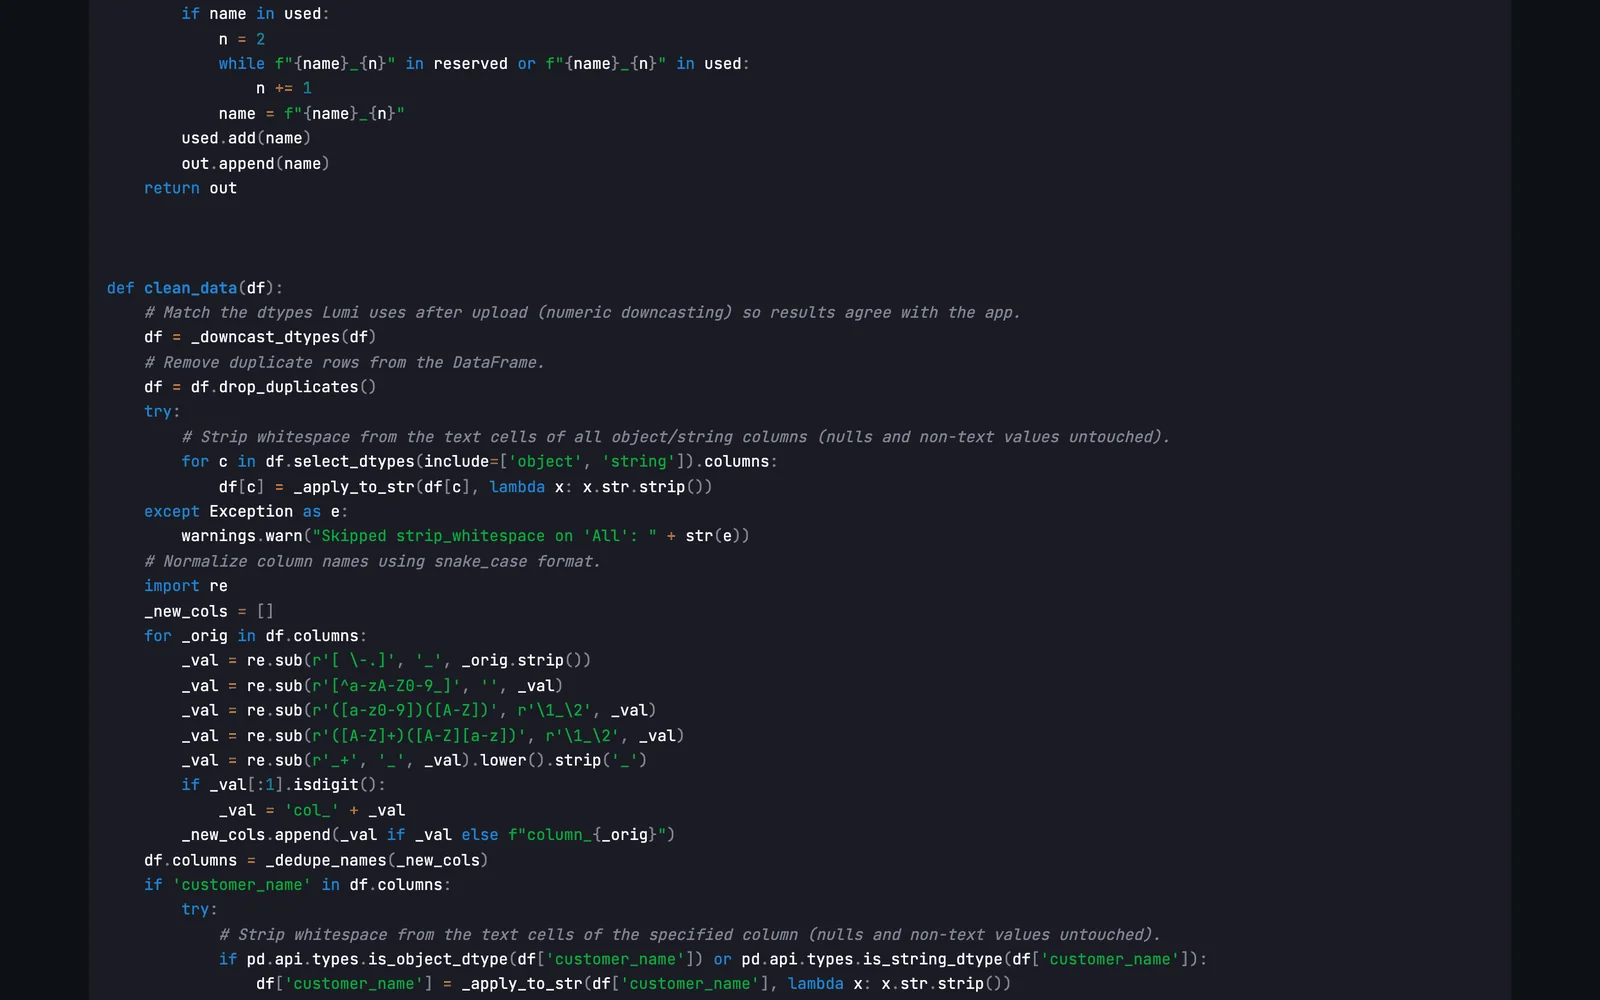 if name in used:
n = 2
while f"{name}_{n}" in reserved or f"{name}_{n}" in used:
n += 1
name = f"{name}_{n}"
used.add(name)
out.append(name)
return out
def clean_data(df):
# Match the dtypes Lumi uses after upload (numeric downcasting) so results agree with the app.
df = _downcast_dtypes(df)
# Remove duplicate rows from the DataFrame.
df = df.drop_duplicates()
try:
# Strip whitespace from the text cells of all object/string columns (nulls and non-text values untouched).
for c in df.select_dtypes(include=['object', 'string']).columns:
df[c] = _apply_to_str(df[c], lambda x: x.str.strip())
except Exception as e:
warnings.warn("Skipped strip_whitespace on 'All': " + str(e))
# Normalize column names using snake_case format.
import re
_new_cols = []
for _orig in df.columns:
_val = re.sub(r'[ \-.]', '_', _orig.strip())
_val = re.sub(r'[^a-zA-Z0-9_]', '', _val)
_val = re.sub(r'([a-z0-9])([A-Z])', r'\1_\2', _val)
_val = re.sub(r'([A-Z]+)([A-Z][a-z])', r'\1_\2', _val)
_val = re.sub(r'_+', '_', _val).lower().strip('_')
if _val[:1].isdigit():
_val = 'col_' + _val
_new_cols.append(_val if _val else f"column_{_orig}")
df.columns = _dedupe_names(_new_cols)
if 'customer_name' in df.columns:
try:
# Strip whitespace from the text cells of the specified column (nulls and non-text values untouched).
if pd.api.types.is_object_dtype(df['customer_name']) or pd.api.types.is_string_dtype(df['customer_name']):
df['customer_name'] = _apply_to_str(df['customer_name'], lambda x: x.str.strip())